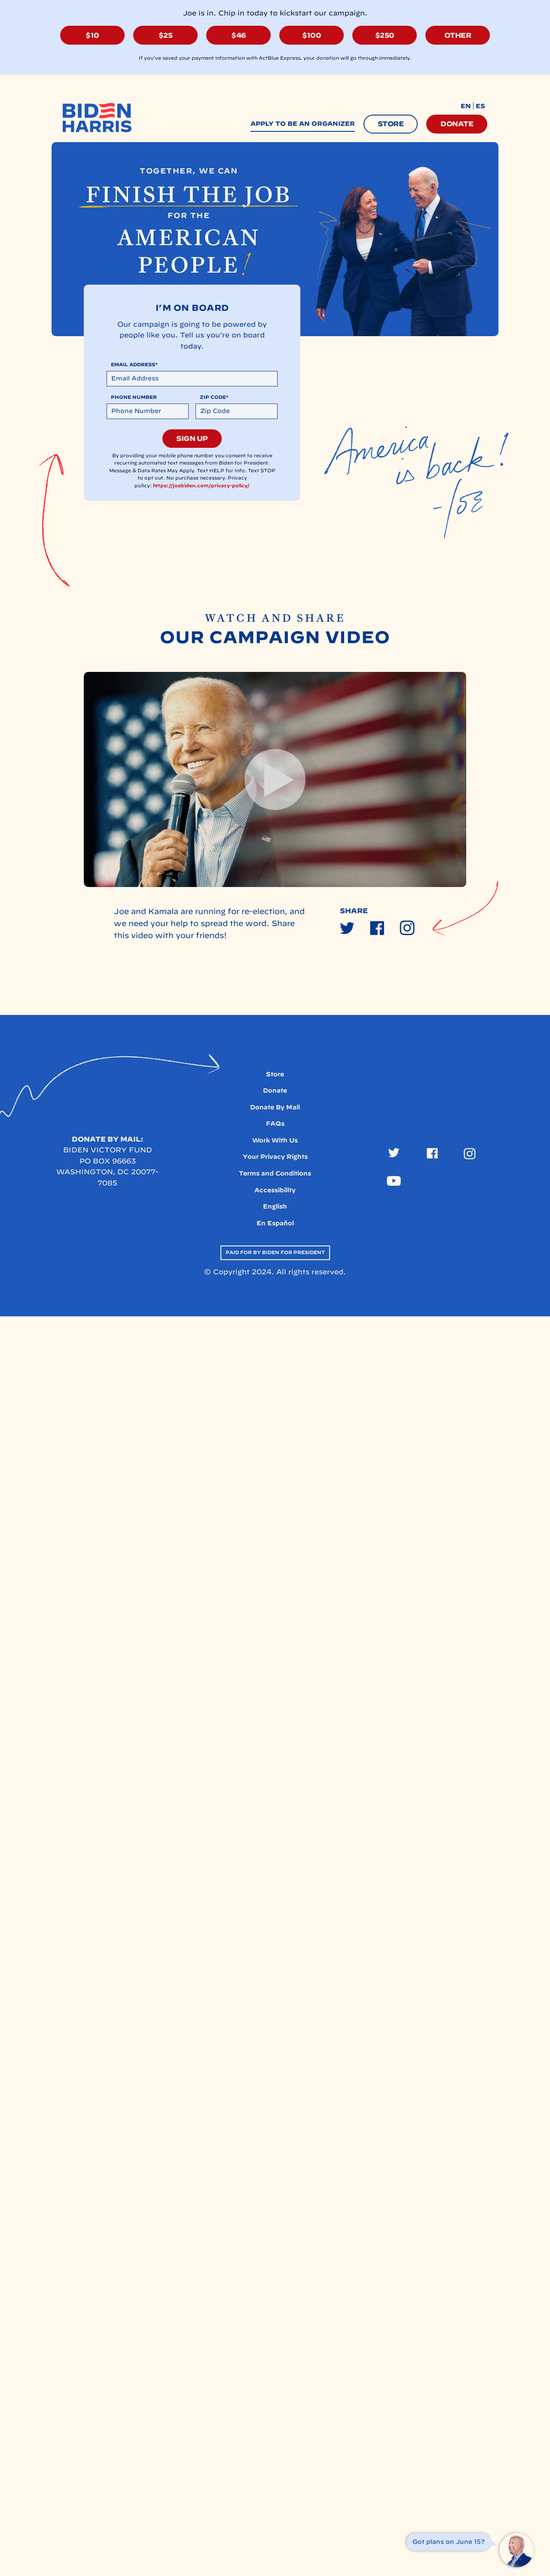 Joe is in. Chip in today to kickstart our campaign.
$10
$25
$46
$100
$250
OTHER
If you've saved your payment information with ActBlue Express, your donation will go through immediately.
EN | ES
BIDEN
HARRIS
APPLY TO BE AN ORGANIZER
STORE
DONATE
TOGETHER, WE CAN
FINISH THE JOB
FOR THE
AMERICAN
PEOPLE!
I'M ON BOARD
Our campaign is going to be powered by
people like you. Tell us you're on board
today.
EMAIL ADDRESS*
Email Address
PHONE NUMBER
ZIP CODE*
Phone Number
Zip Code
SIGN UP
By providing your mobile phone number you consent to receive
recurring automated text messages from Biden for President.
Message & Data Rates May Apply. Text HELP for Info. Text STOP
to opt out. No purchase necessary. Privacy
policy: https://joebiden.com/privacy-policy/
America
is back!
-Joe
WATCH AND SHARE
OUR CAMPAIGN VIDEO
Joe and Kamala are running for re-election, and
we need your help to spread the word. Share
this video with your friends!
SHARE
Store
Donate
Donate By Mail
FAQs
Work With Us
Your Privacy Rights
Terms and Conditions
Accessibility
English
En Español
DONATE BY MAIL:
BIDEN VICTORY FUND
PO BOX 96663
WASHINGTON, DC 20077-
7085
PAID FOR BY BIDEN FOR PRESIDENT
© Copyright 2024. All rights reserved.
Got plans on June 15?